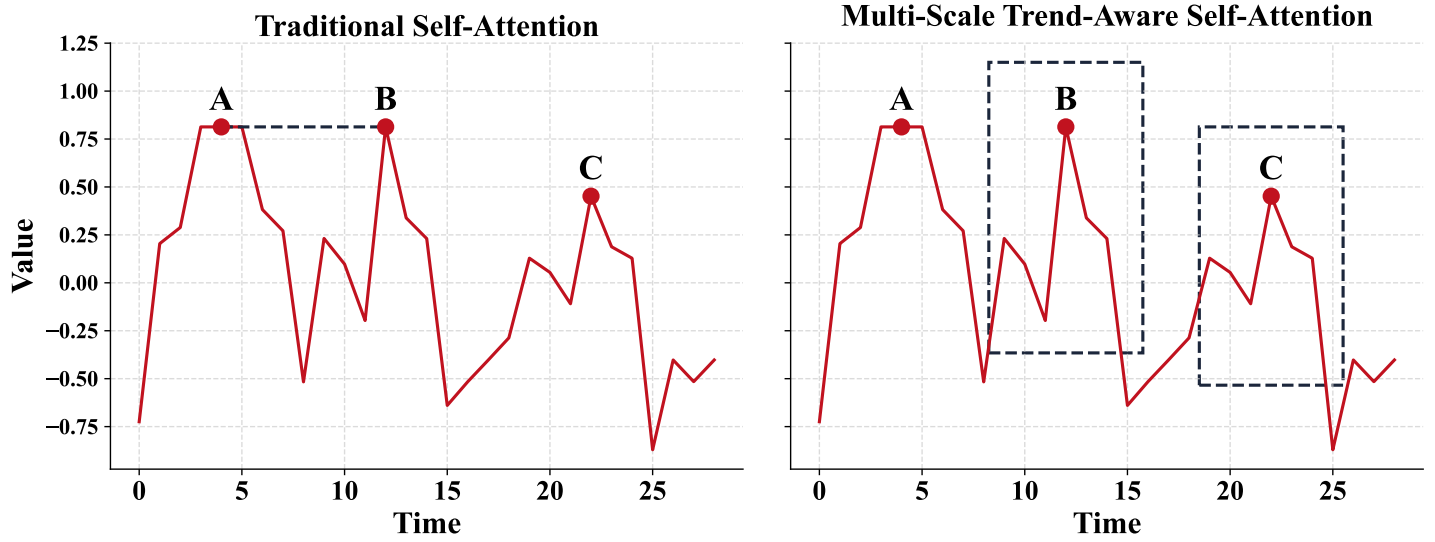 Traditional Self-Attention
1.25
1.00
0.75
0.50
0.25
0.00
−0.25
−0.50
−0.75
Value
A
B
C
0 5 10 15 20 25
Time
Multi-Scale Trend-Aware Self-Attention
A
B
C
0 5 10 15 20 25
Time